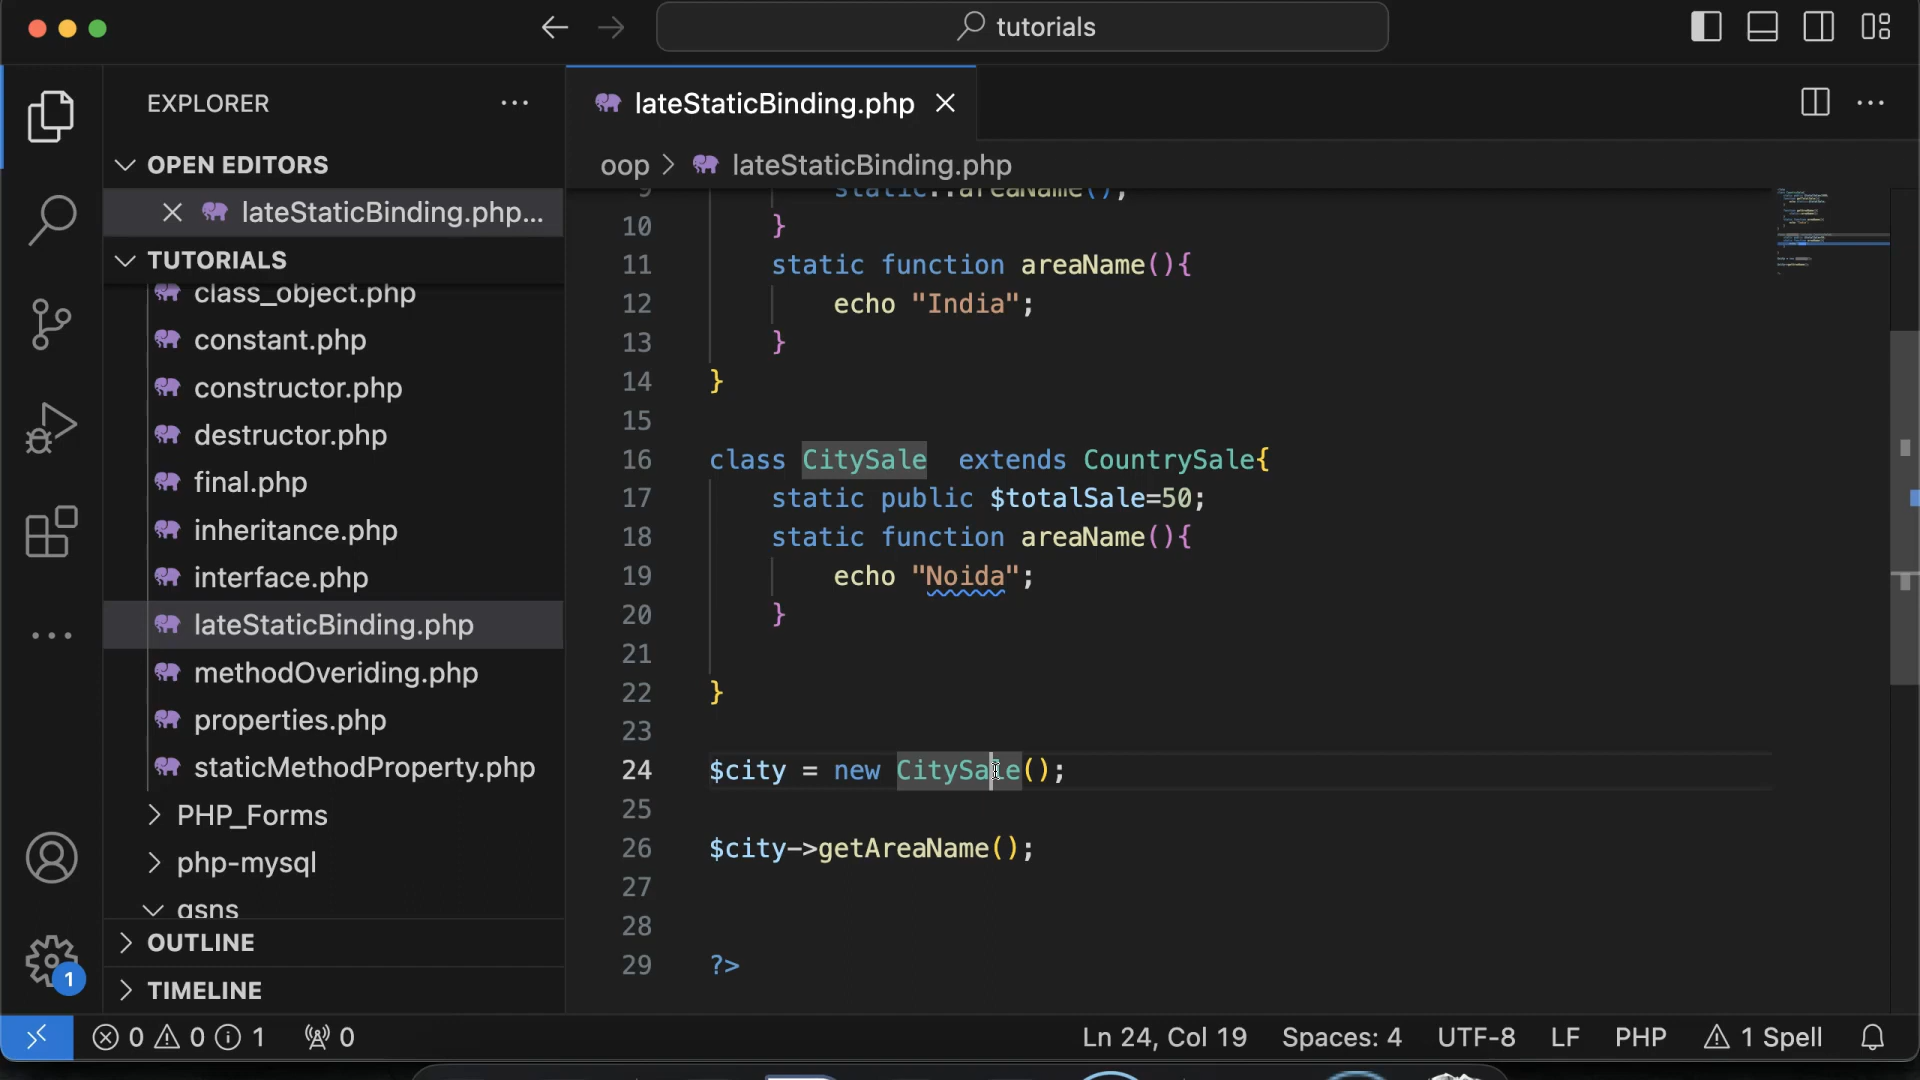 tutorials
EXPLORER
lateStaticBinding.php
OPEN EDITORS
oop > lateStaticBinding.php
lateStaticBinding.php...
TUTORIALS
class_object.php
constant.php
constructor.php
destructor.php
final.php
inheritance.php
interface.php
lateStaticBinding.php
methodOveriding.php
properties.php
staticMethodProperty.php
PHP_Forms
php-mysql
qsns
OUTLINE
TIMELINE
9 static::areaName();
10 }
11 static function areaName(){
12 echo "India";
13 }
14 }
15
16 class CitySale  extends CountrySale{
17 static public $totalSale=50;
18 static function areaName(){
19 echo "Noida";
20 }
21
22 }
23
24 $city = new CitySale();
25
26 $city->getAreaName();
27
28
29 ?>
1
0 0 1 0
Ln 24, Col 19 Spaces: 4 UTF-8 LF PHP 1 Spell